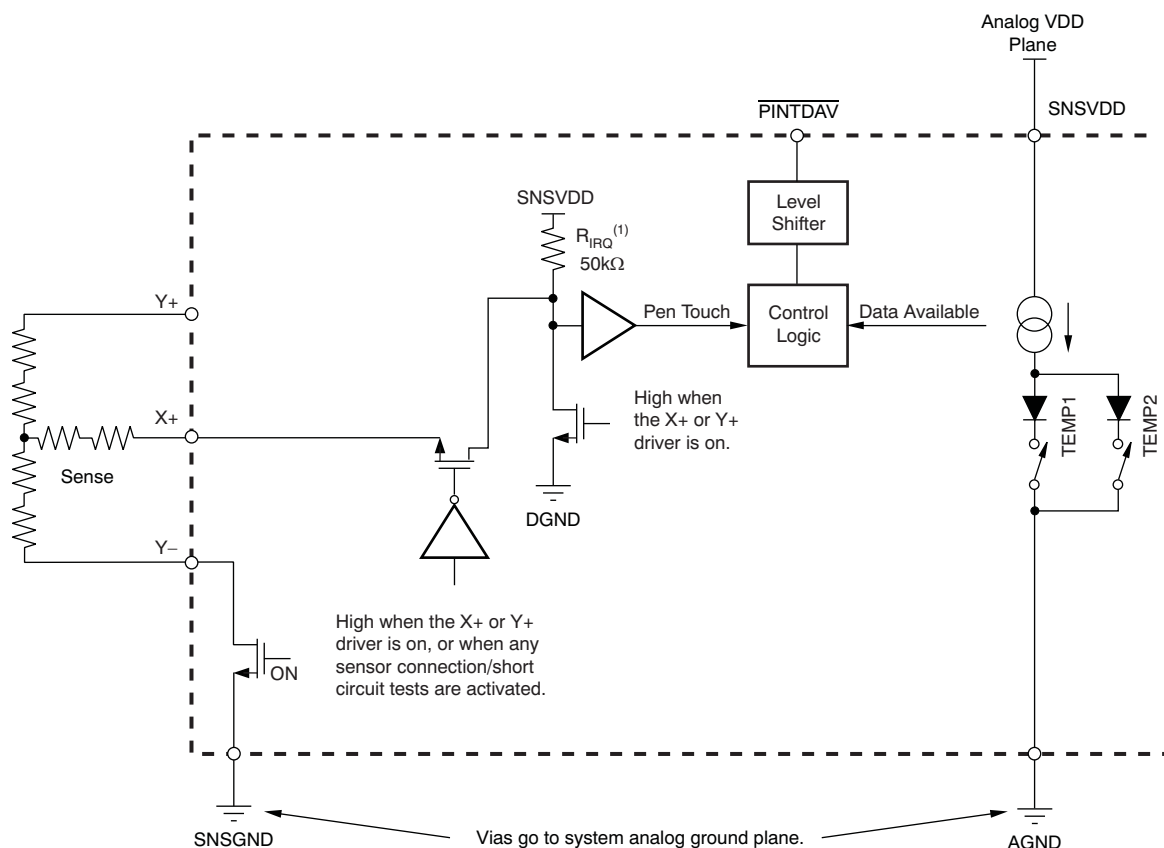 Analog VDD
Plane
PINTDAV
SNSVDD
SNSVDD
Level
Shifter
RIRQ(1)
50kΩ
Y+
Pen Touch
Control
Logic
Data Available
TEMP1
TEMP2
High when
the X+ or Y+
driver is on.
X+
Sense
DGND
Y–
High when the X+ or Y+
driver is on, or when any
sensor connection/short
circuit tests are activated.
ON
SNSGND
Vias go to system analog ground plane.
AGND